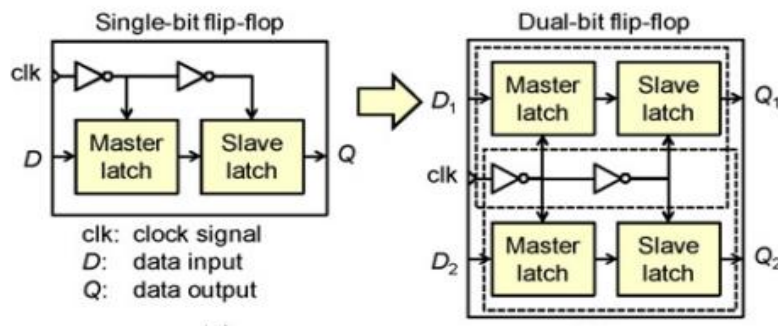 Single-bit flip-flop
clk
D
Master
latch
Slave
latch
Q
clk: clock signal
D: data input
Q: data output
Dual-bit flip-flop
D1
Master
latch
Slave
latch
Q1
clk
D2
Master
latch
Slave
latch
Q2